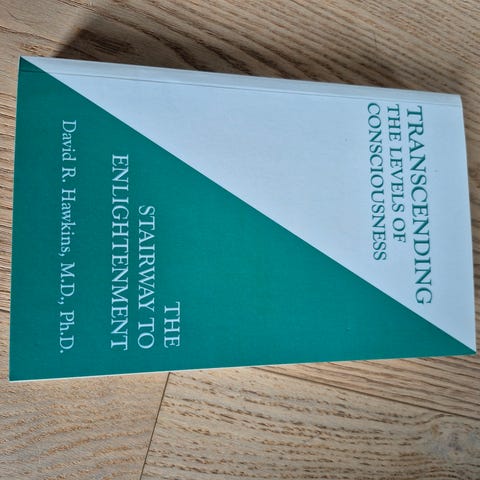 TRANSCENDING
THE LEVELS OF
CONSCIOUSNESS
THE
STAIRWAY TO
ENLIGHTENMENT
David R. Hawkins, M.D., Ph.D.